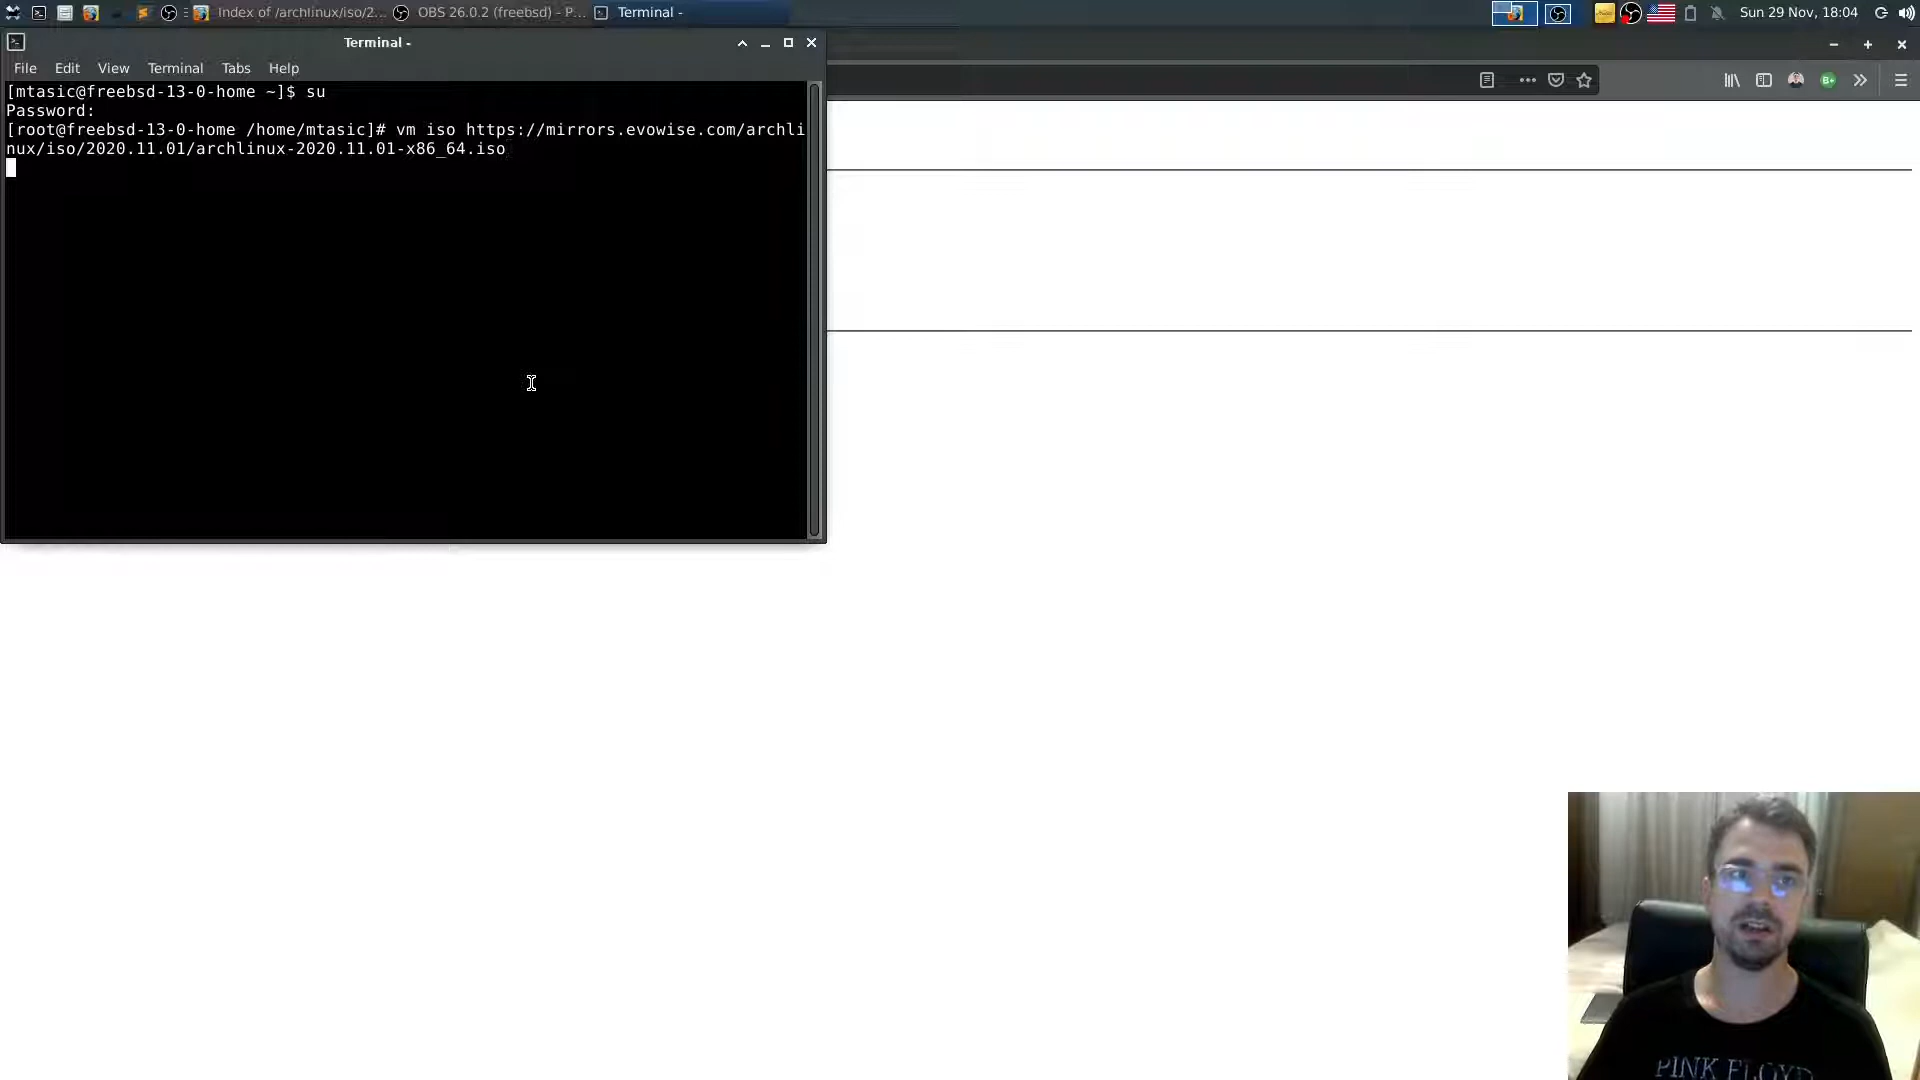 Index of /archlinux/iso/2...
OBS 26.0.2 (freebsd) - P...
Terminal -
Sun 29 Nov, 18:04
Terminal -
File Edit View Terminal Tabs Help
[mtasic@freebsd-13-0-home ~]$ su
Password:
[root@freebsd-13-0-home /home/mtasic]# vm iso https://mirrors.evowise.com/archli
nux/iso/2020.11.01/archlinux-2020.11.01-x86_64.iso
PINK FLOYD